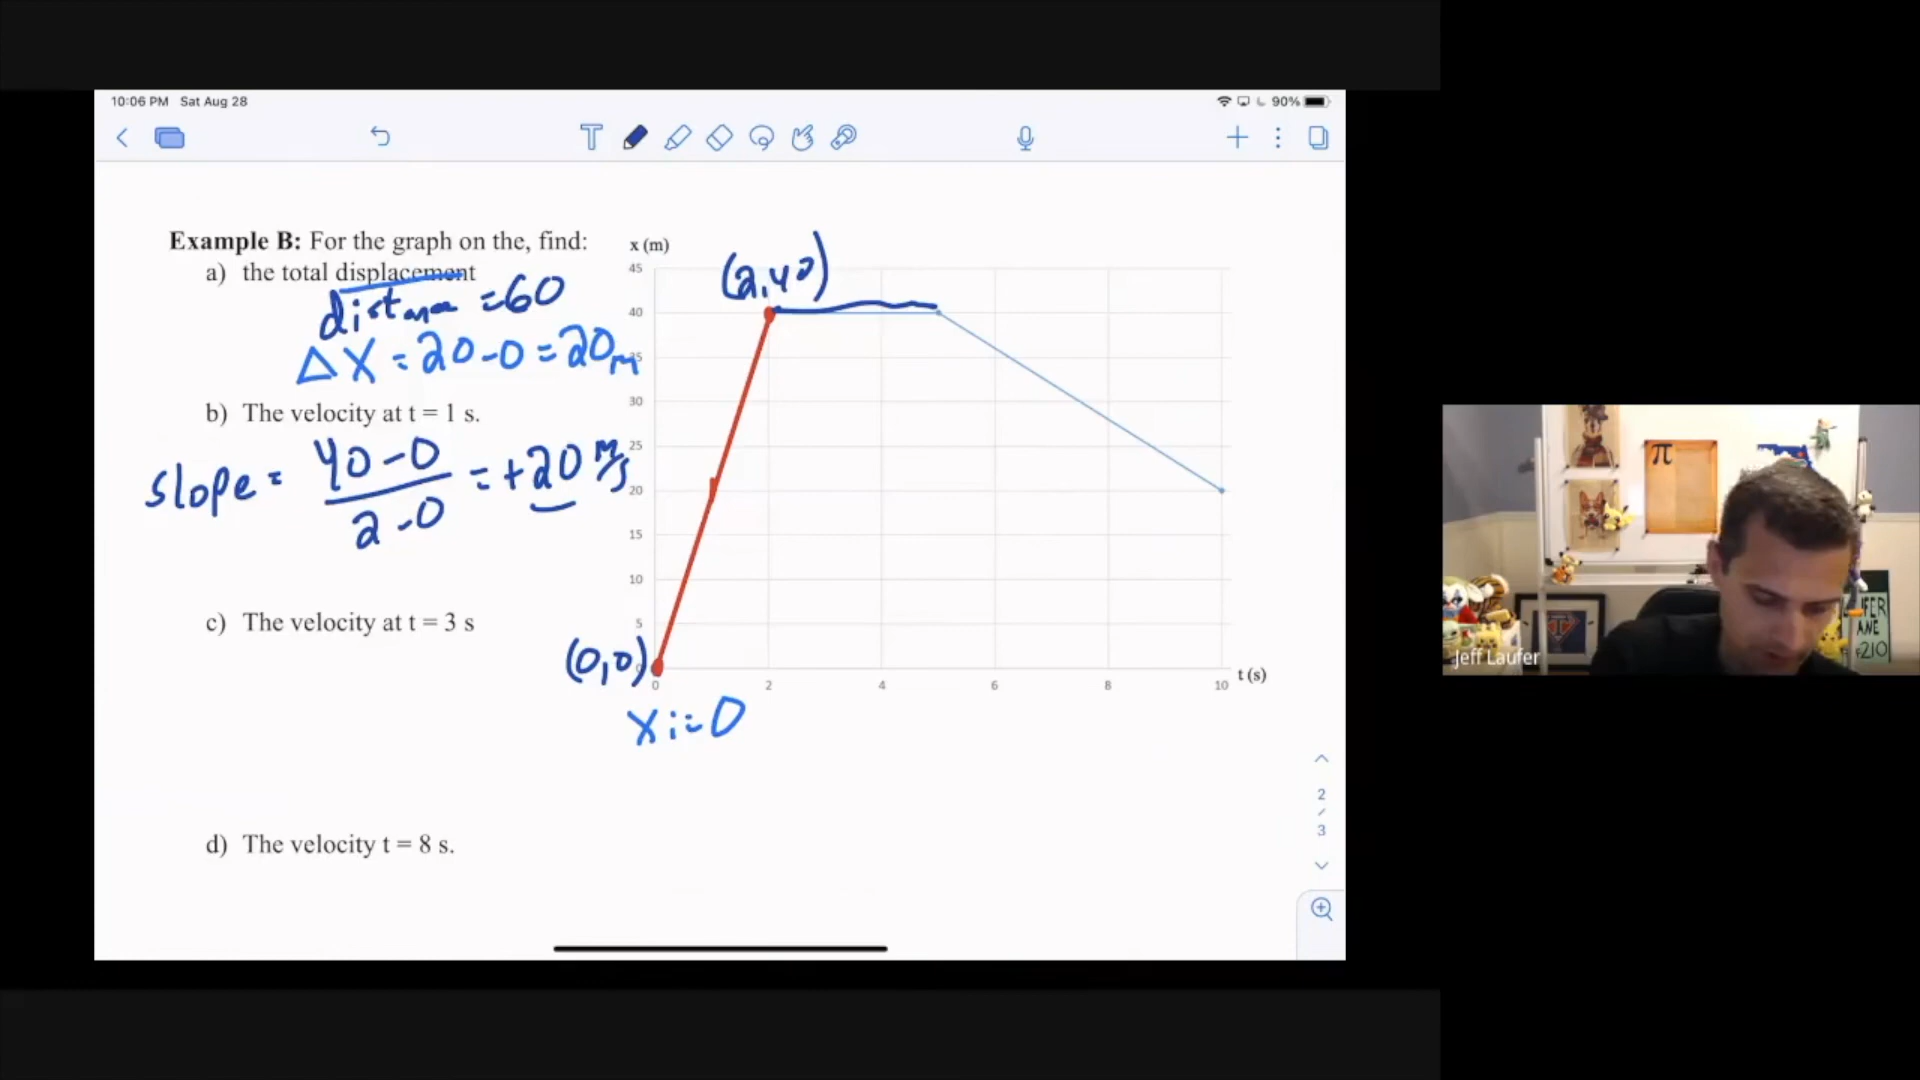 10:06 PM Sat Aug 28
90%
T
Example B: For the graph on the, find:
a) the total displacement
distance = 60
ΔX = 20-0 = 20m
b) The velocity at t = 1 s.
slope = 40-0 / 2-0 = +20 m/s
c) The velocity at t = 3 s
d) The velocity t = 8 s.
x (m)
45
40
35
30
25
20
15
10
5
0
0 2 4 6 8 10 t (s)
(2,40)
(0,0)
xi=0
2
/
3
π
LAUFER
LANE
210
Jeff Laufer